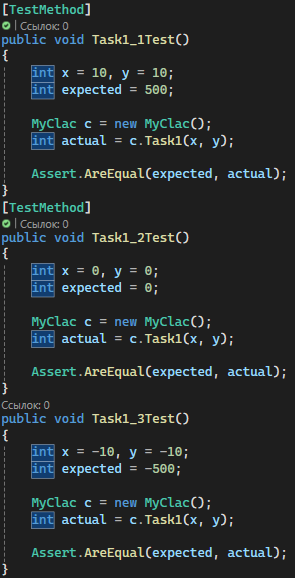 [TestMethod]
| Ссылок: 0
public void Task1_1Test()
{
int x = 10, y = 10;
int expected = 500;
MyClac c = new MyClac();
int actual = c.Task1(x, y);
Assert.AreEqual(expected, actual);
}
[TestMethod]
| Ссылок: 0
public void Task1_2Test()
{
int x = 0, y = 0;
int expected = 0;
MyClac c = new MyClac();
int actual = c.Task1(x, y);
Assert.AreEqual(expected, actual);
}
Ссылок: 0
public void Task1_3Test()
{
int x = -10, y = -10;
int expected = -500;
MyClac c = new MyClac();
int actual = c.Task1(x, y);
Assert.AreEqual(expected, actual);
}